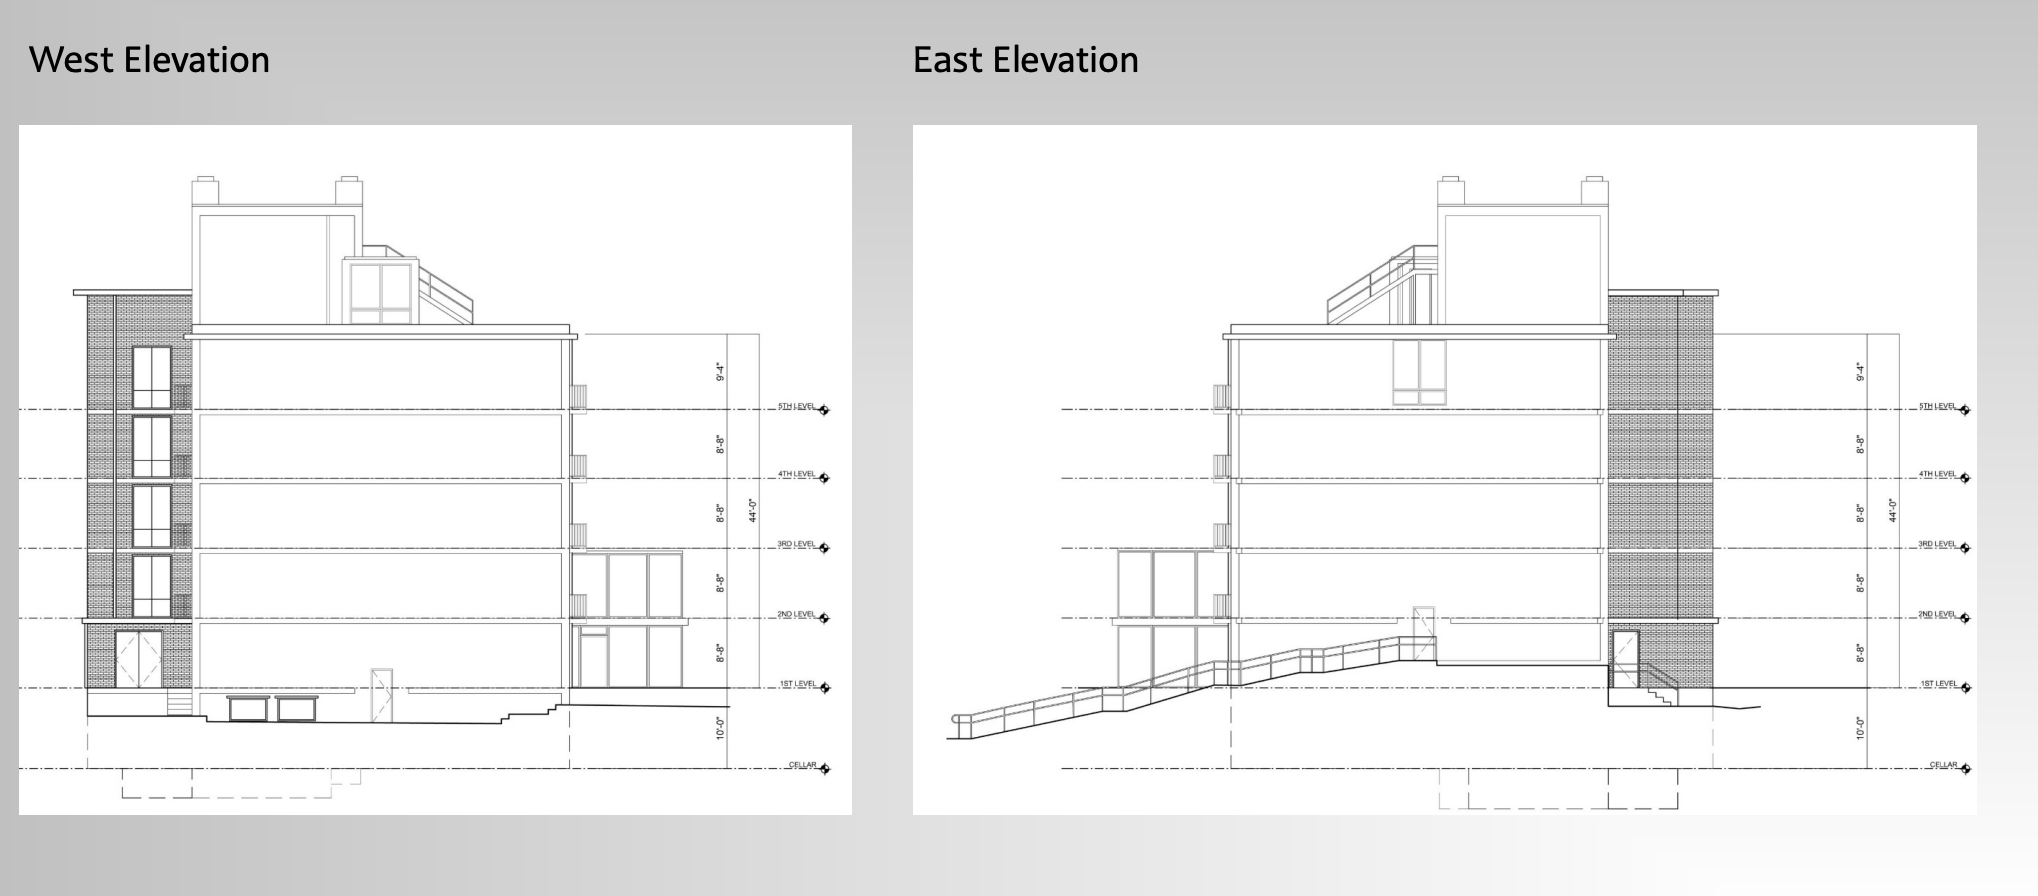 West Elevation
East Elevation
9'-4"
5TH LEVEL
8'-8"
4TH LEVEL
8'-8"
44'-0"
3RD LEVEL
8'-8"
2ND LEVEL
8'-8"
1ST LEVEL
10'-0"
CELLAR
9'-4"
5TH LEVEL
8'-8"
4TH LEVEL
8'-8"
44'-0"
3RD LEVEL
8'-8"
2ND LEVEL
8'-8"
1ST LEVEL
10'-0"
CELLAR